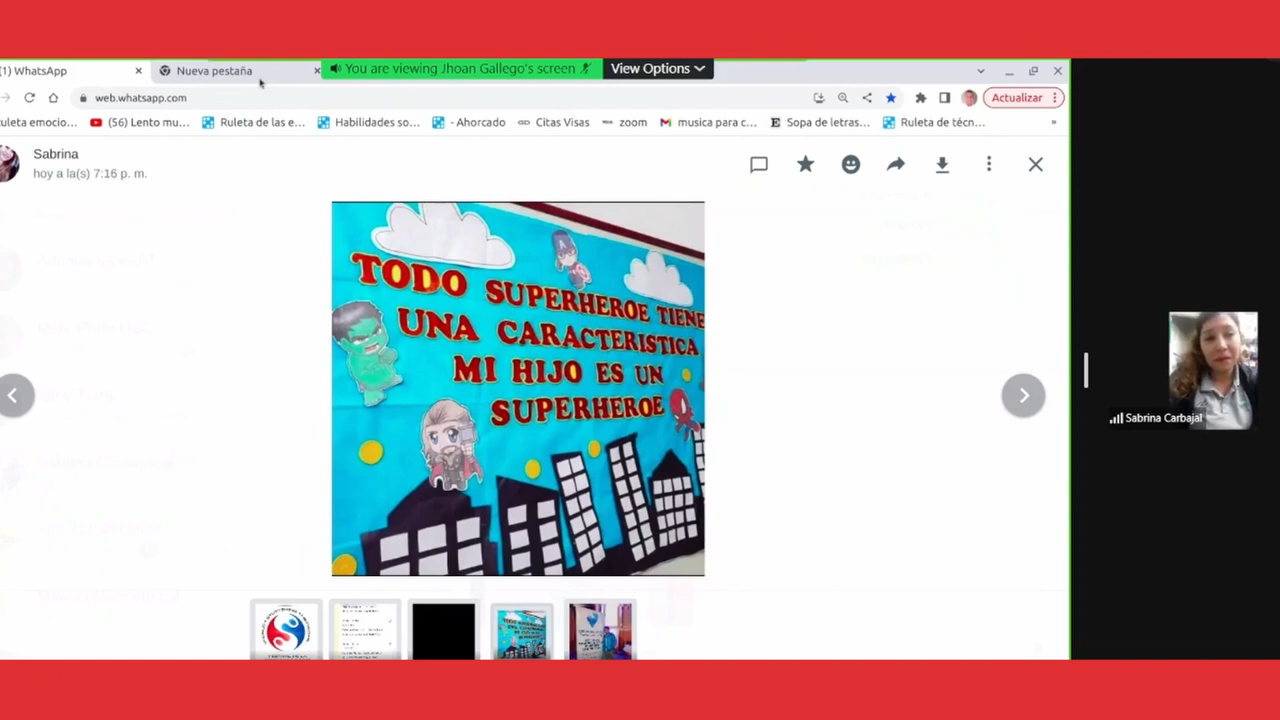 (1) WhatsApp
Nueva pestaña
You are viewing Jhoan Gallego's screen
View Options
web.whatsapp.com
Actualizar
uleta emocio...
(56) Lento mu...
Ruleta de las e...
Habilidades so...
- Ahorcado
Citas Visas
zoom
musica para c...
E
Sopa de letras...
Ruleta de técn...
»
Sabrina
hoy a la(s) 7:16 p. m.
TODO SUPERHEROE TIENE
UNA CARACTERISTICA
MI HIJO ES UN
SUPERHEROE
Sabrina Carbajal